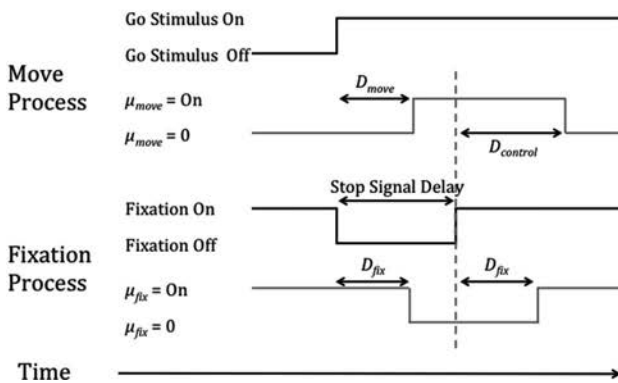 Go Stimulus On
Go Stimulus Off
Move
Process
D_move
μ_move = On
μ_move = 0
D_control
Stop Signal Delay
Fixation On
Fixation Off
Fixation
Process
D_fix
D_fix
μ_fix = On
μ_fix = 0
Time